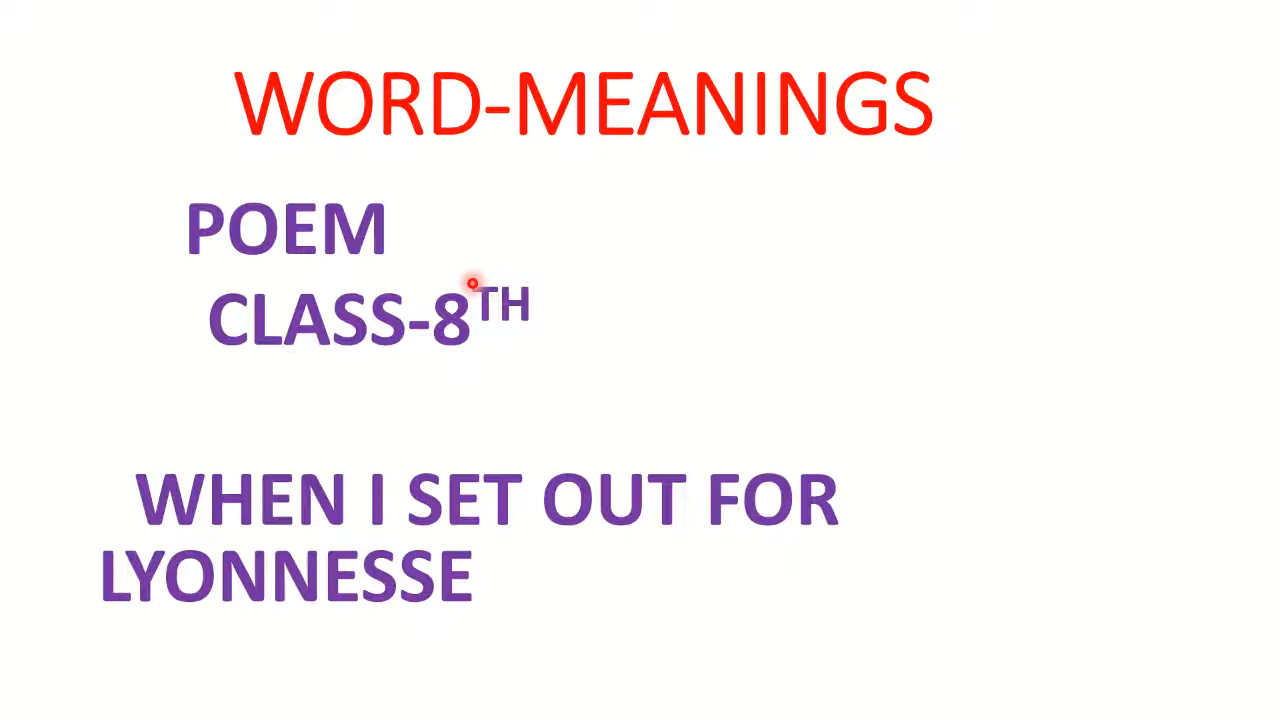 WORD-MEANINGS
POEM
CLASS-8TH
WHEN I SET OUT FOR
LYONNESSE